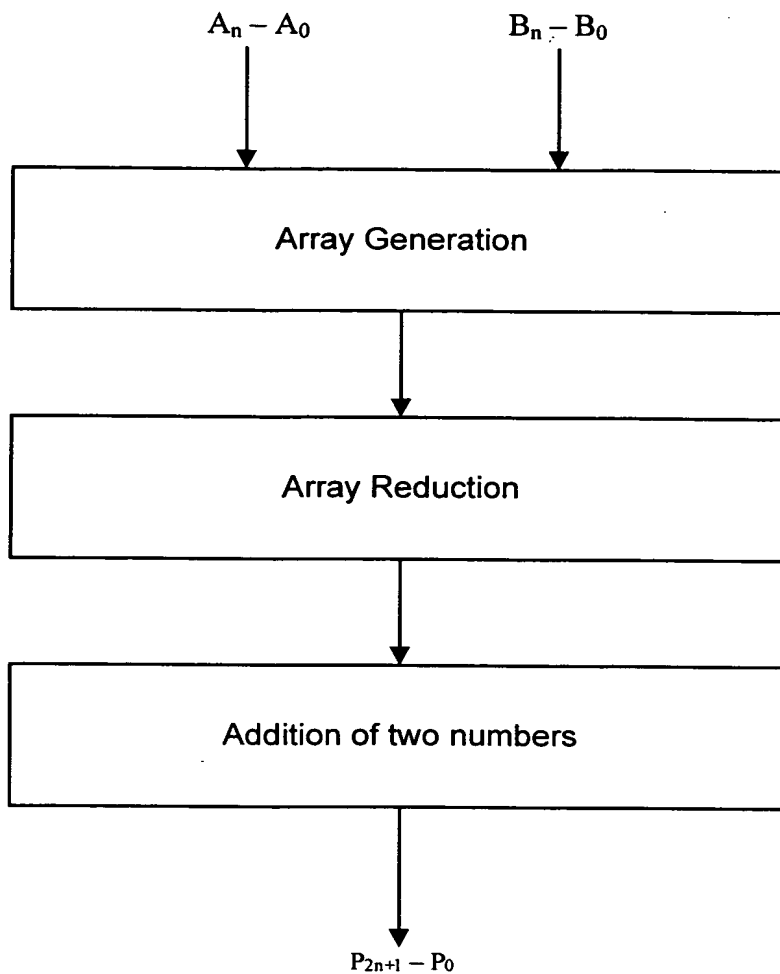 Aₙ – A₀ Bₙ – B₀
Array Generation
Array Reduction
Addition of two numbers
P₂ₙ₊₁ – P₀